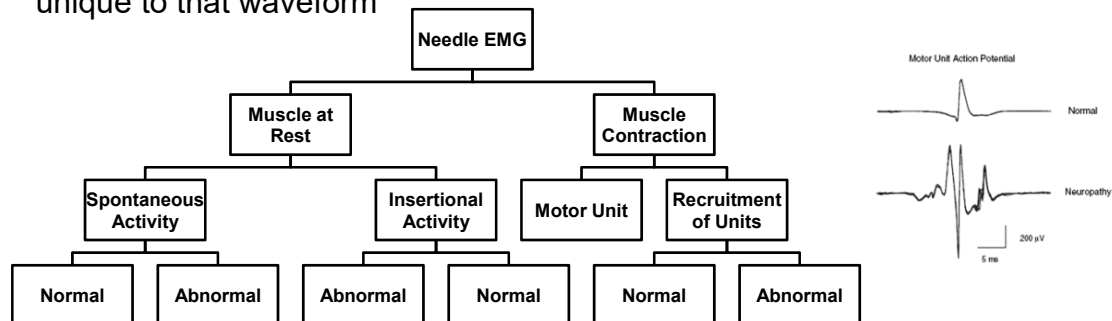 unique to that waveform
Needle EMG
Muscle at
Rest
Muscle
Contraction
Spontaneous
Activity
Insertional
Activity
Motor Unit
Recruitment
of Units
Normal
Abnormal
Abnormal
Normal
Normal
Abnormal
Motor Unit Action Potential
Normal
Neuropathy
200 μV
5 ms